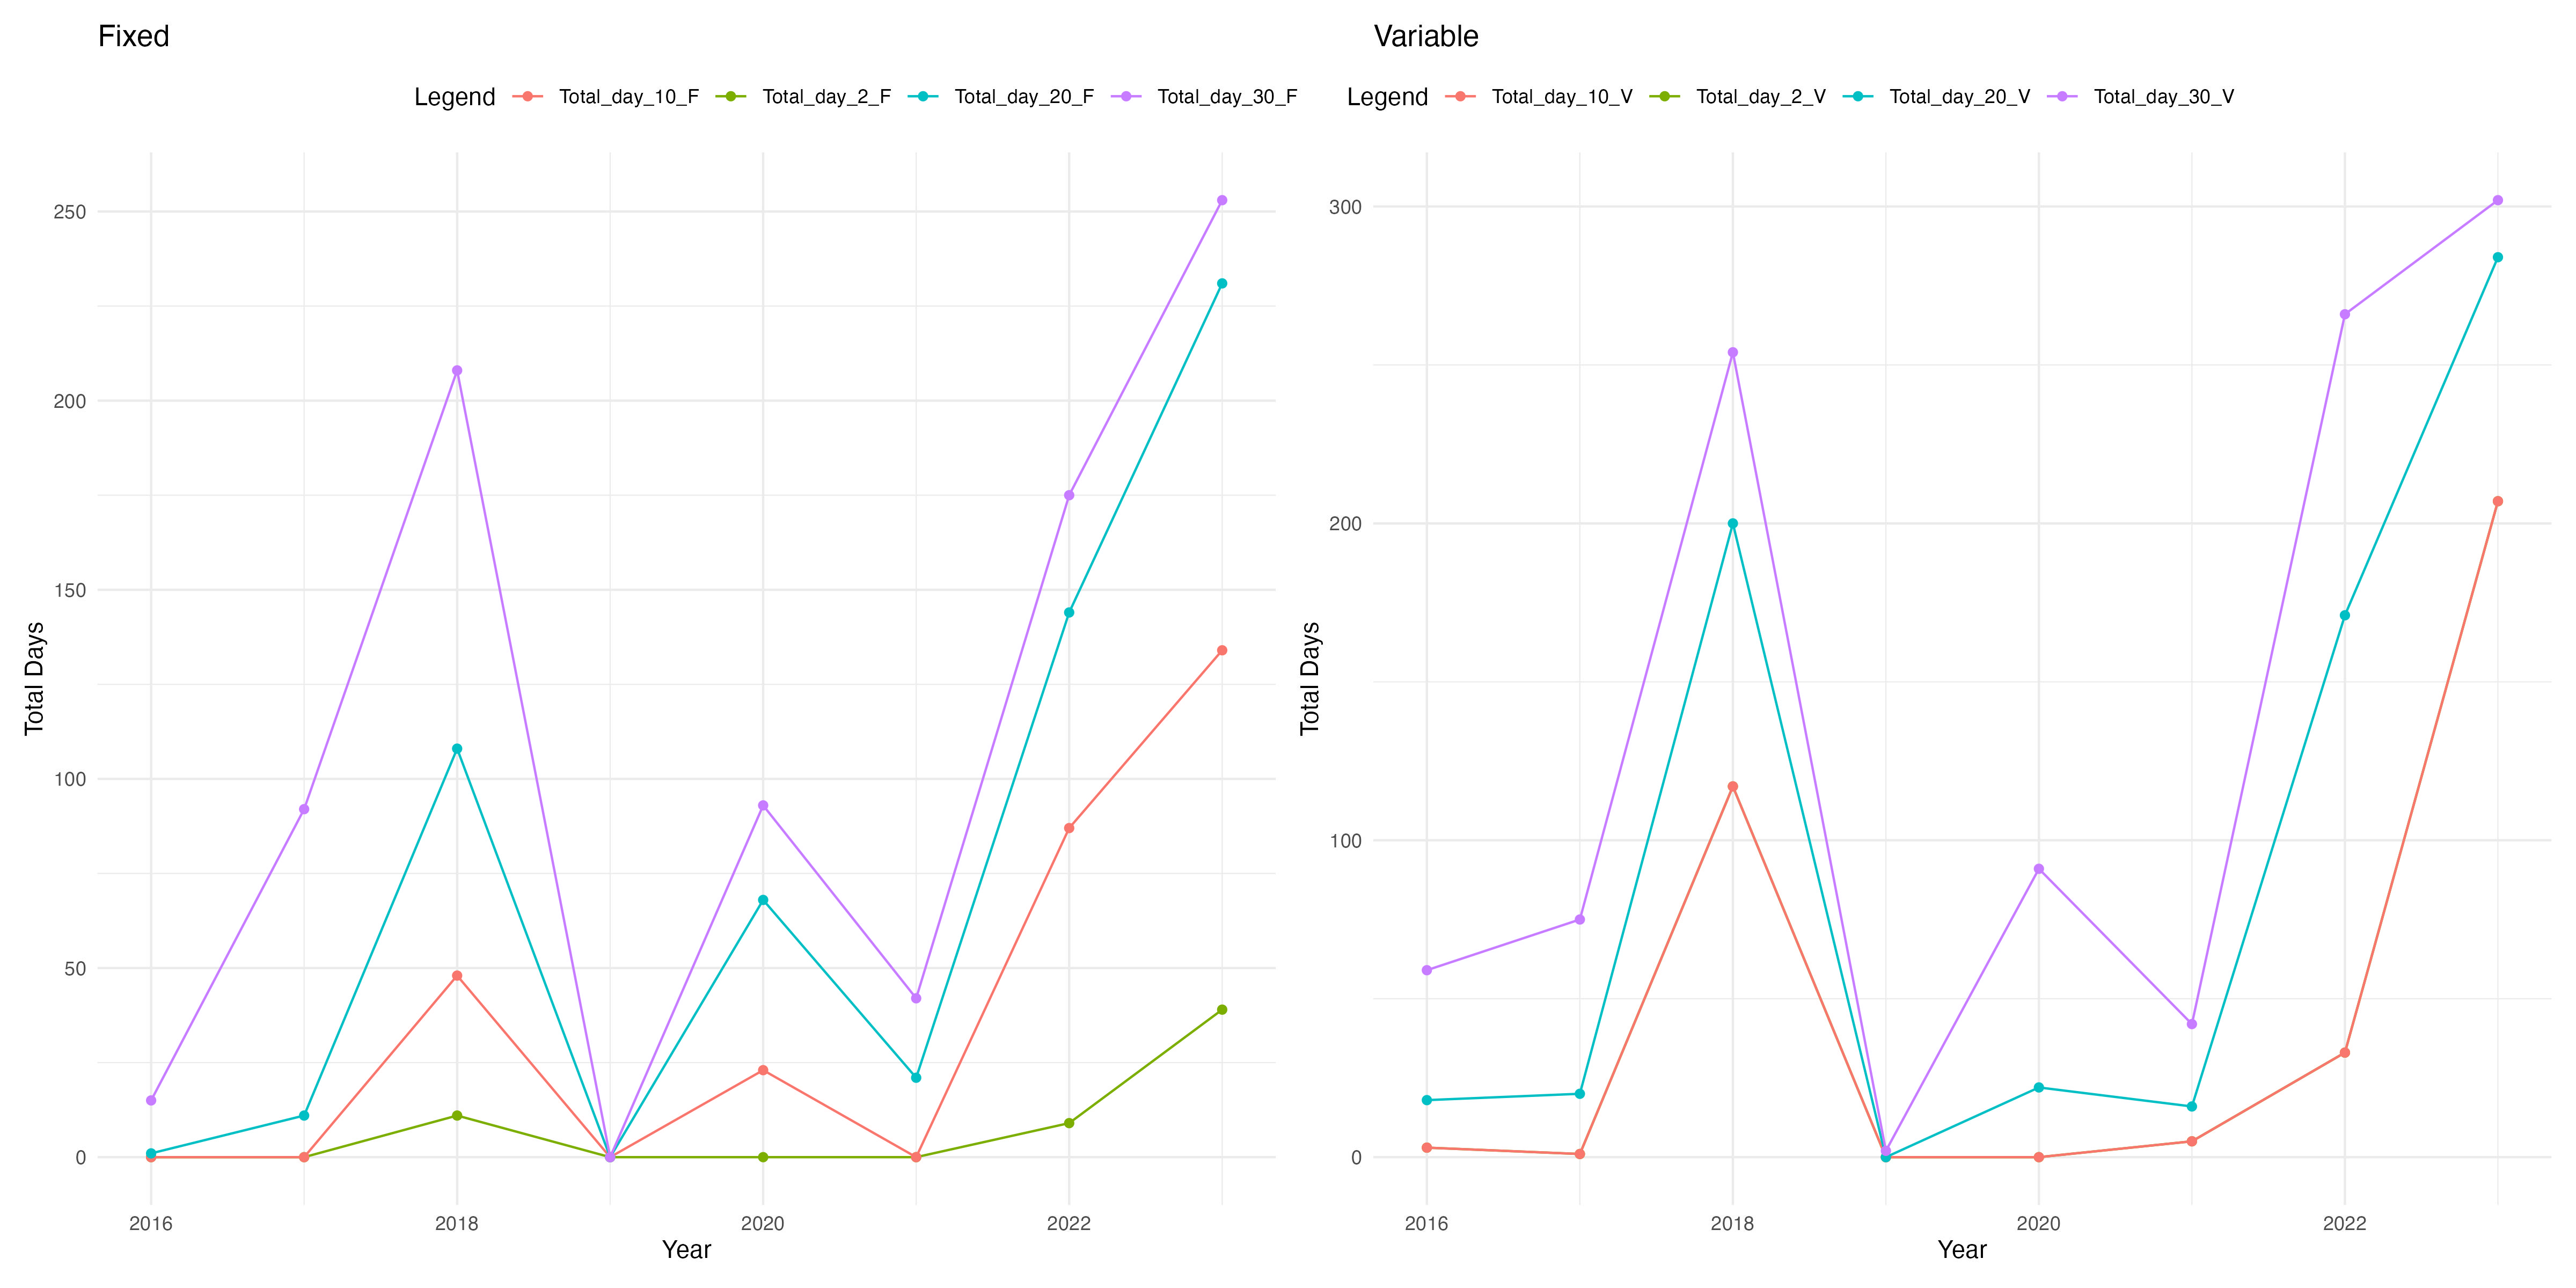 Fixed
Legend Total_day_10_F Total_day_2_F Total_day_20_F Total_day_30_F
250
200
150
100
50
0
Total Days
2016 2018 2020 2022
Year
Variable
Legend Total_day_10_V Total_day_2_V Total_day_20_V Total_day_30_V
300
200
100
0
Total Days
2016 2018 2020 2022
Year